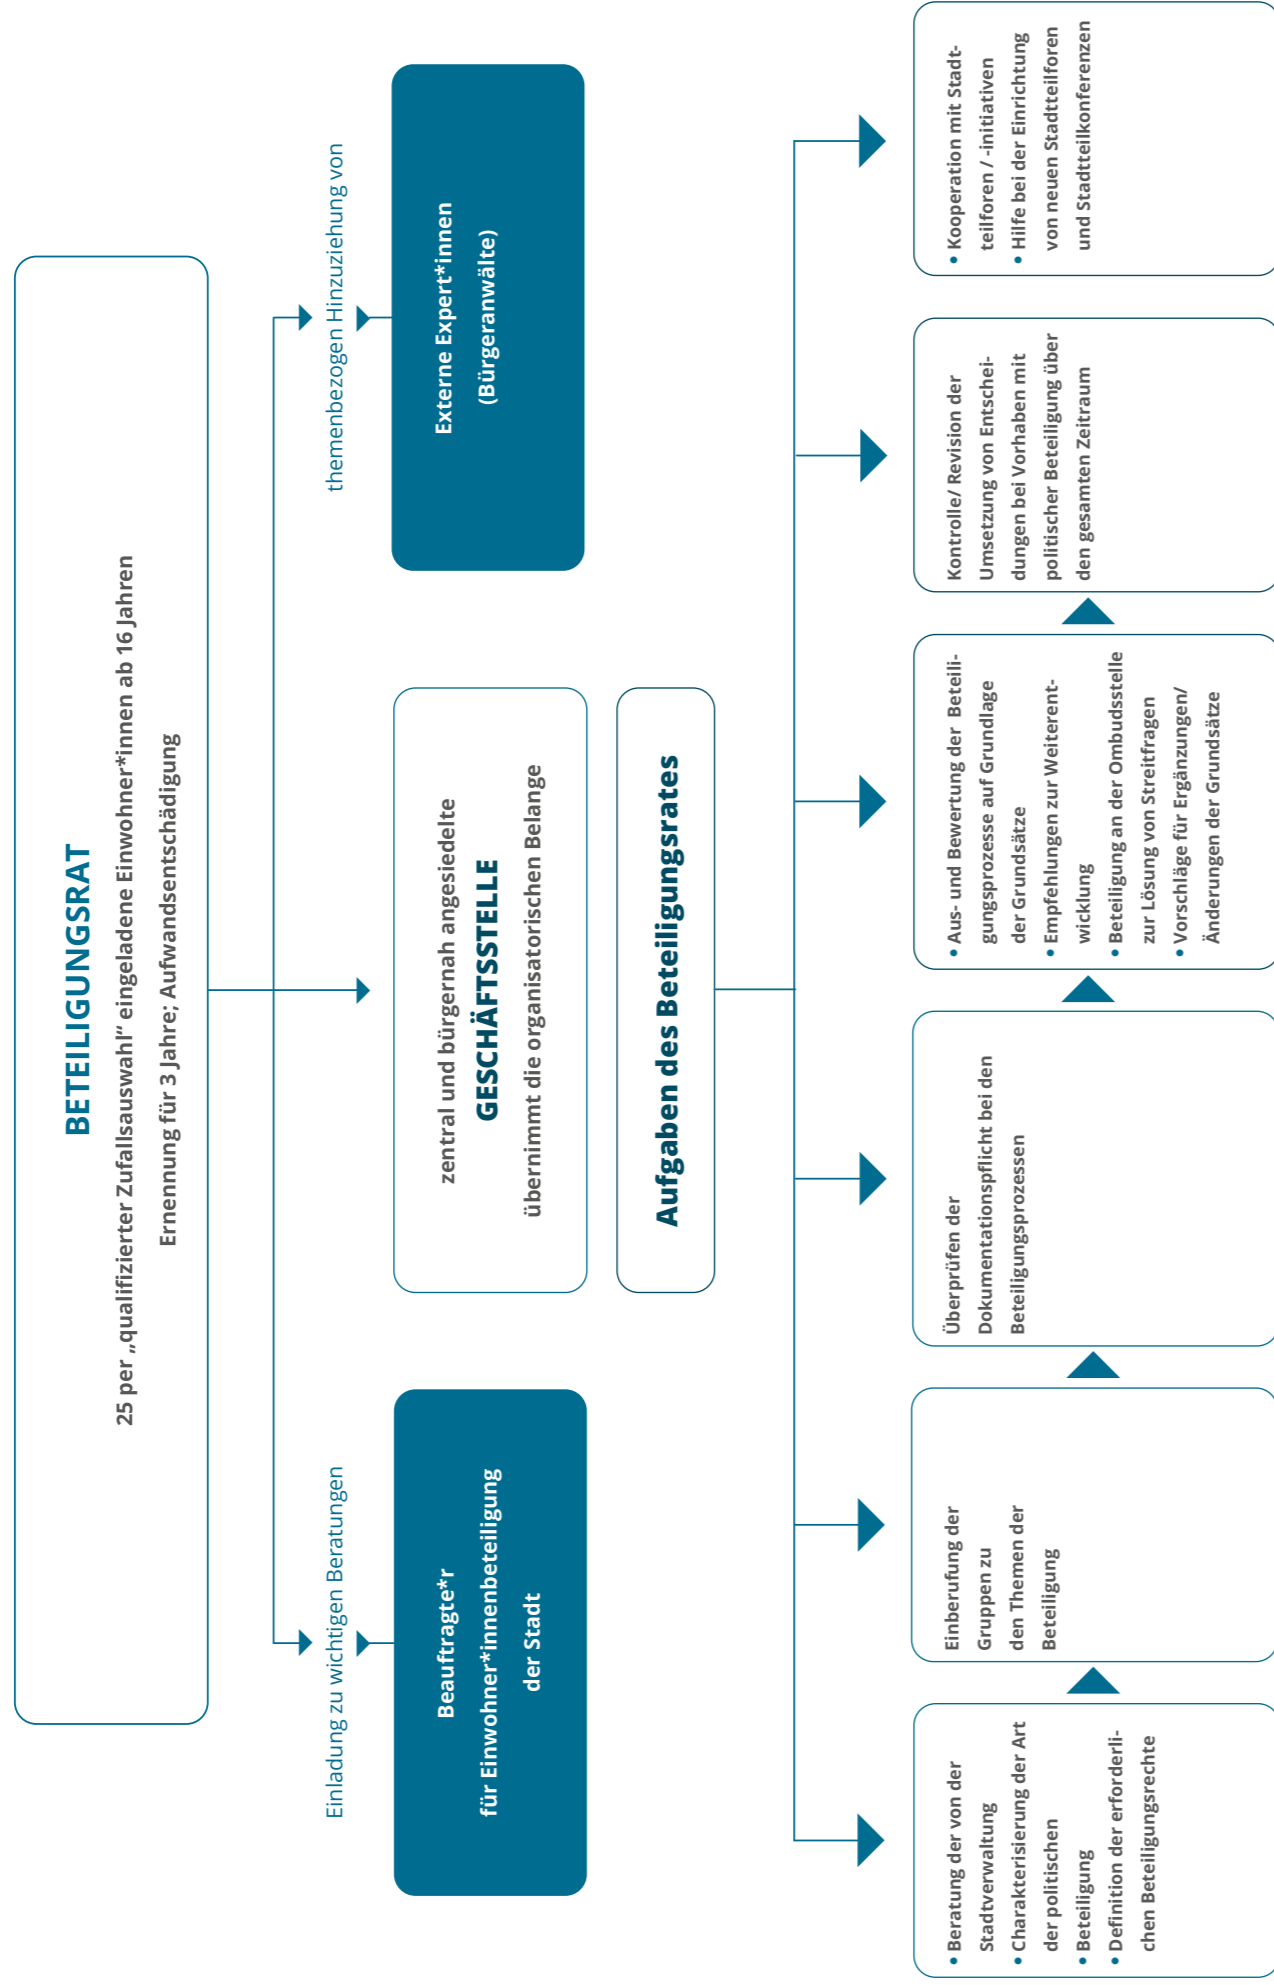 BETEILIGUNGSRAT
25 per „qualifizierter Zufallsauswahl“ eingeladene Einwohner*innen ab 16 Jahren
Ernennung für 3 Jahre; Aufwandsentschädigung
Einladung zu wichtigen Beratungen
themenbezogen Hinzuziehung von
Beauftragte*r
für Einwohner*innenbeteiligung
der Stadt
zentral und bürgernah angesiedelte
GESCHÄFTSSTELLE
übernimmt die organisatorischen Belange
Externe Expert*innen
(Bürgeranwälte)
Aufgaben des Beteiligungsrates
• Beratung der von der
Stadtverwaltung
• Charakterisierung der Art
der politischen
• Beteiligung
• Definition der erforderli-
chen Beteiligungsrechte
Einberufung der
Gruppen zu
den Themen der
Beteiligung
Überprüfen der
Dokumentationspflicht bei den
Beteiligungsprozessen
• Aus- und Bewertung der Beteili-
gungsprozesse auf Grundlage
der Grundsätze
• Empfehlungen zur Weiterent-
wicklung
• Beteiligung an der Ombudsstelle
zur Lösung von Streitfragen
• Vorschläge für Ergänzungen/
Änderungen der Grundsätze
Kontrolle/ Revision der
Umsetzung von Entschei-
dungen bei Vorhaben mit
politischer Beteiligung über
den gesamten Zeitraum
• Kooperation mit Stadt-
teilforen / -initiativen
• Hilfe bei der Einrichtung
von neuen Stadtteilforen
und Stadtteilkonferenzen